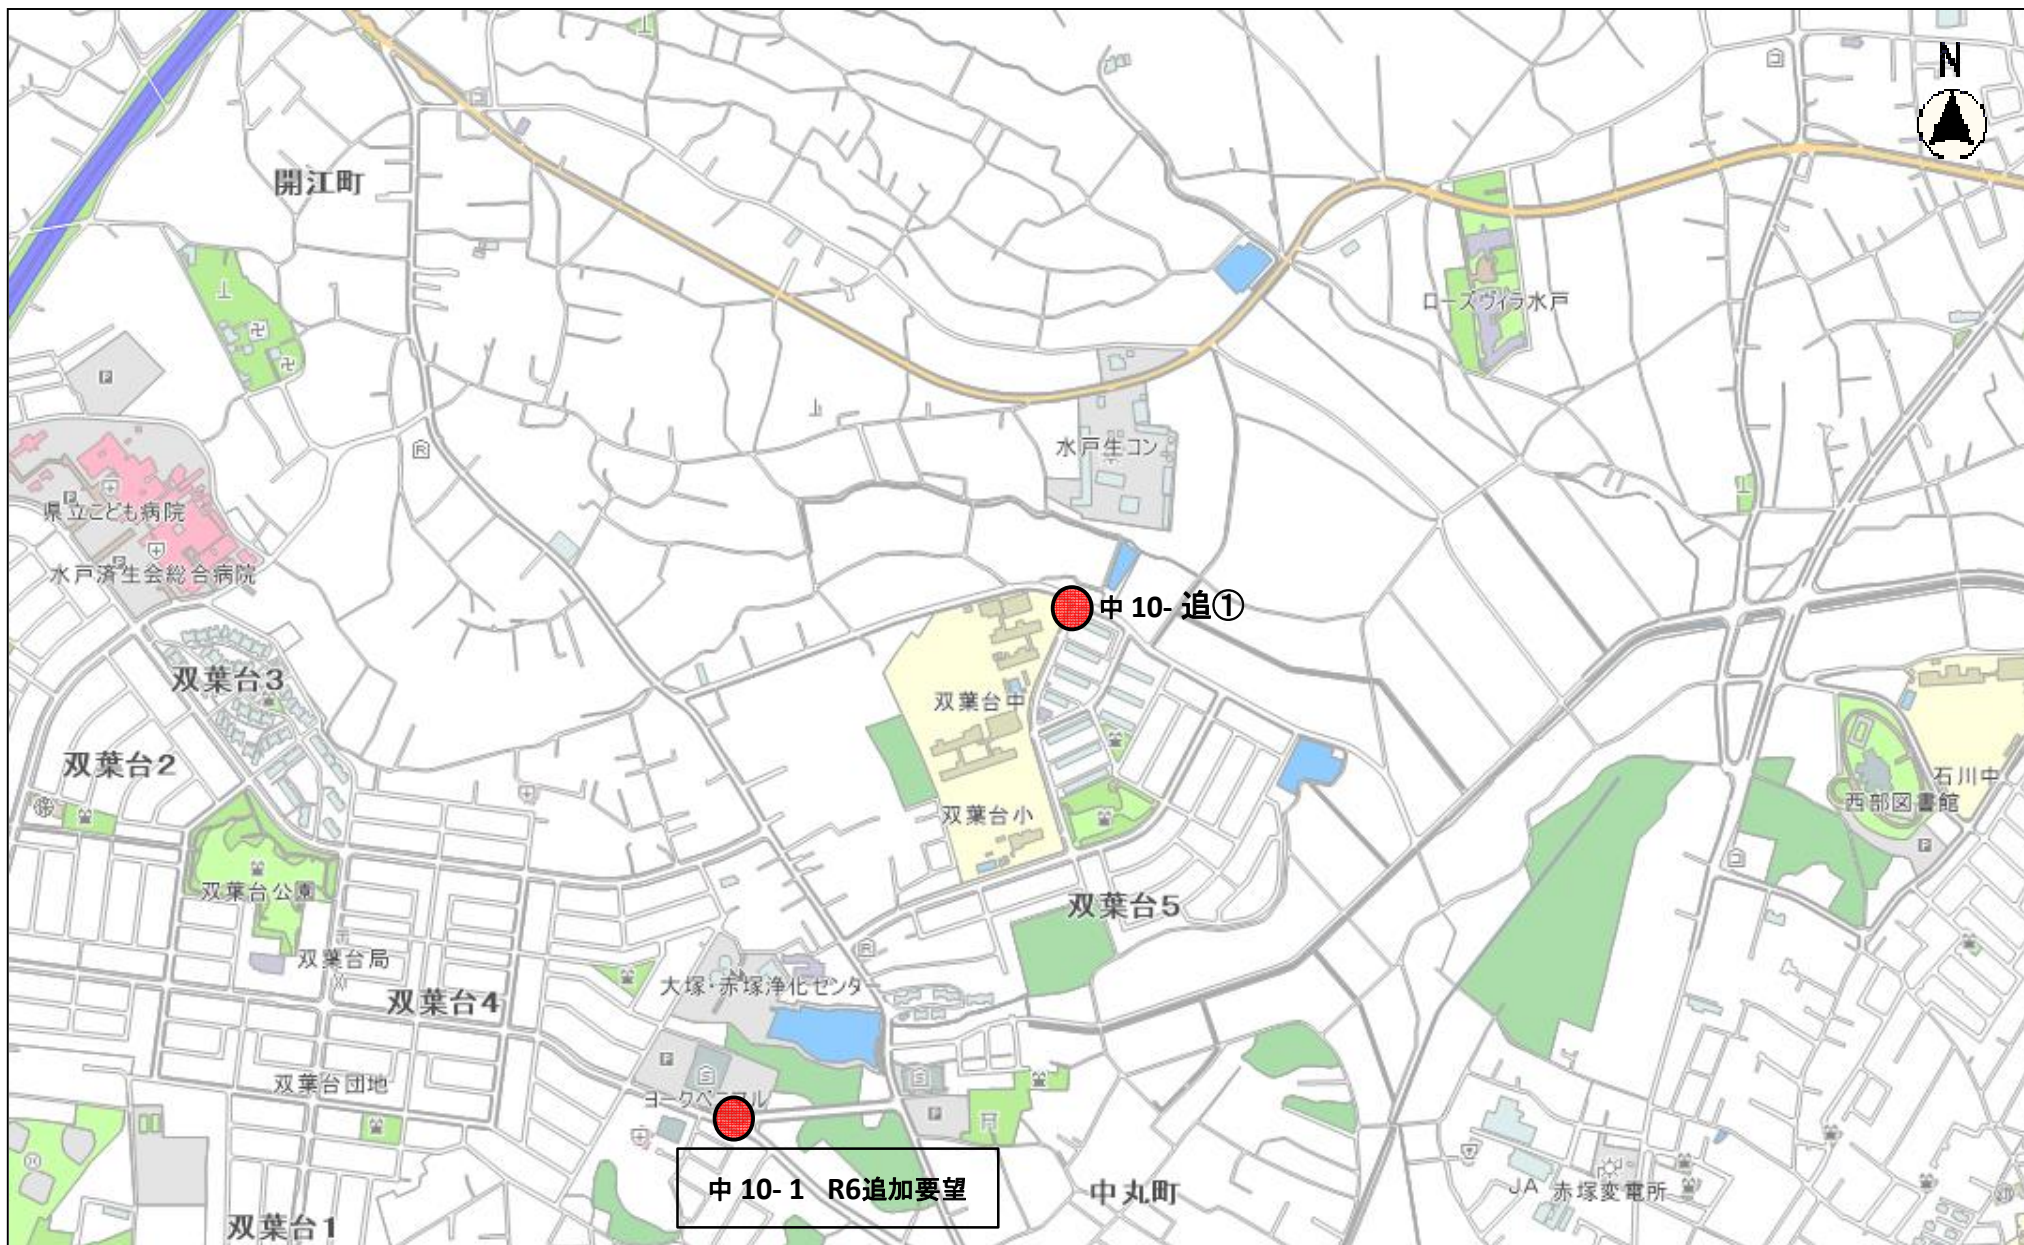 N
開江町
ローズヴィラ水戸
水戸生コン
県立こども病院
水戸済生会総合病院
中 10- 追①
双葉台3
双葉台中
双葉台2
石川中
西部図書館
双葉台小
双葉台公園
双葉台5
双葉台局
大塚・赤塚浄化センター
双葉台4
双葉台団地
ヨークベニマル
中 10- 1 R6追加要望
中丸町
JA
赤塚変電所
双葉台1
P
P
P
P
P
P
R
R
S
S